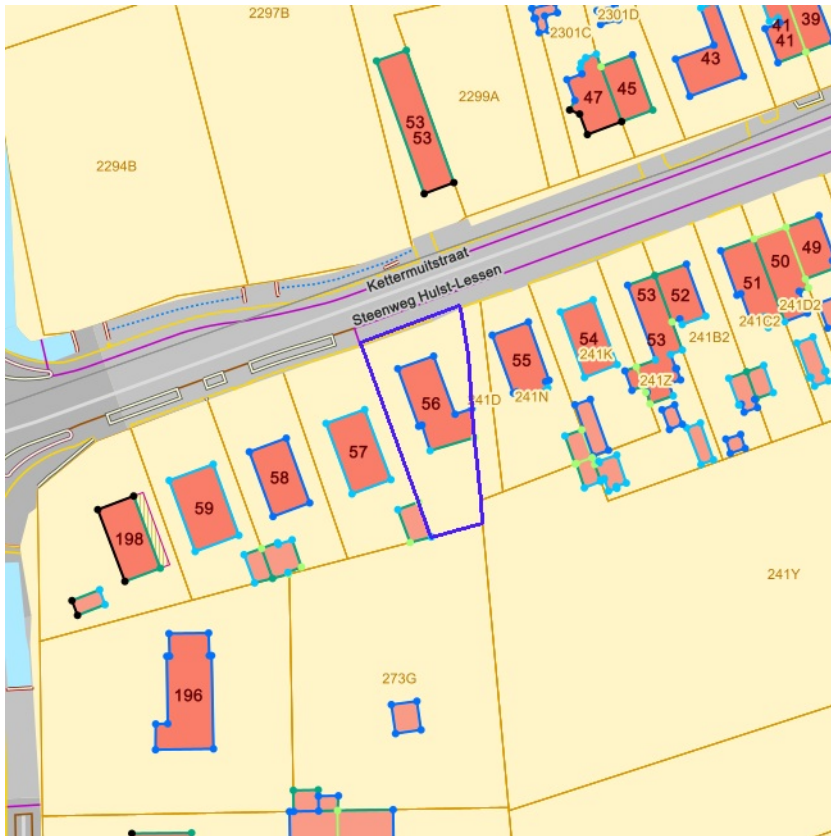 2297B
2301C
2301D
41
41
39
43
2299A
47
45
53
53
2294B
Kettermuitstraat
Steenweg Hulst-Lessen
49
50
51
241D2
241C2
53
52
53
54
241B2
241K
241Z
55
241N
241D
56
57
58
59
198
241Y
273G
196